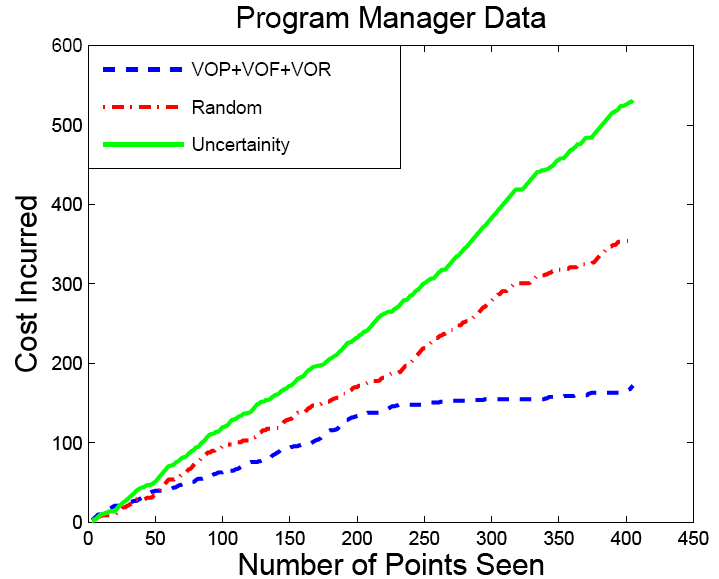 Program Manager Data
600
500
400
300
200
100
0
Cost Incurred
VOP+VOF+VOR
Random
Uncertainity
0 50 100 150 200 250 300 350 400 450
Number of Points Seen